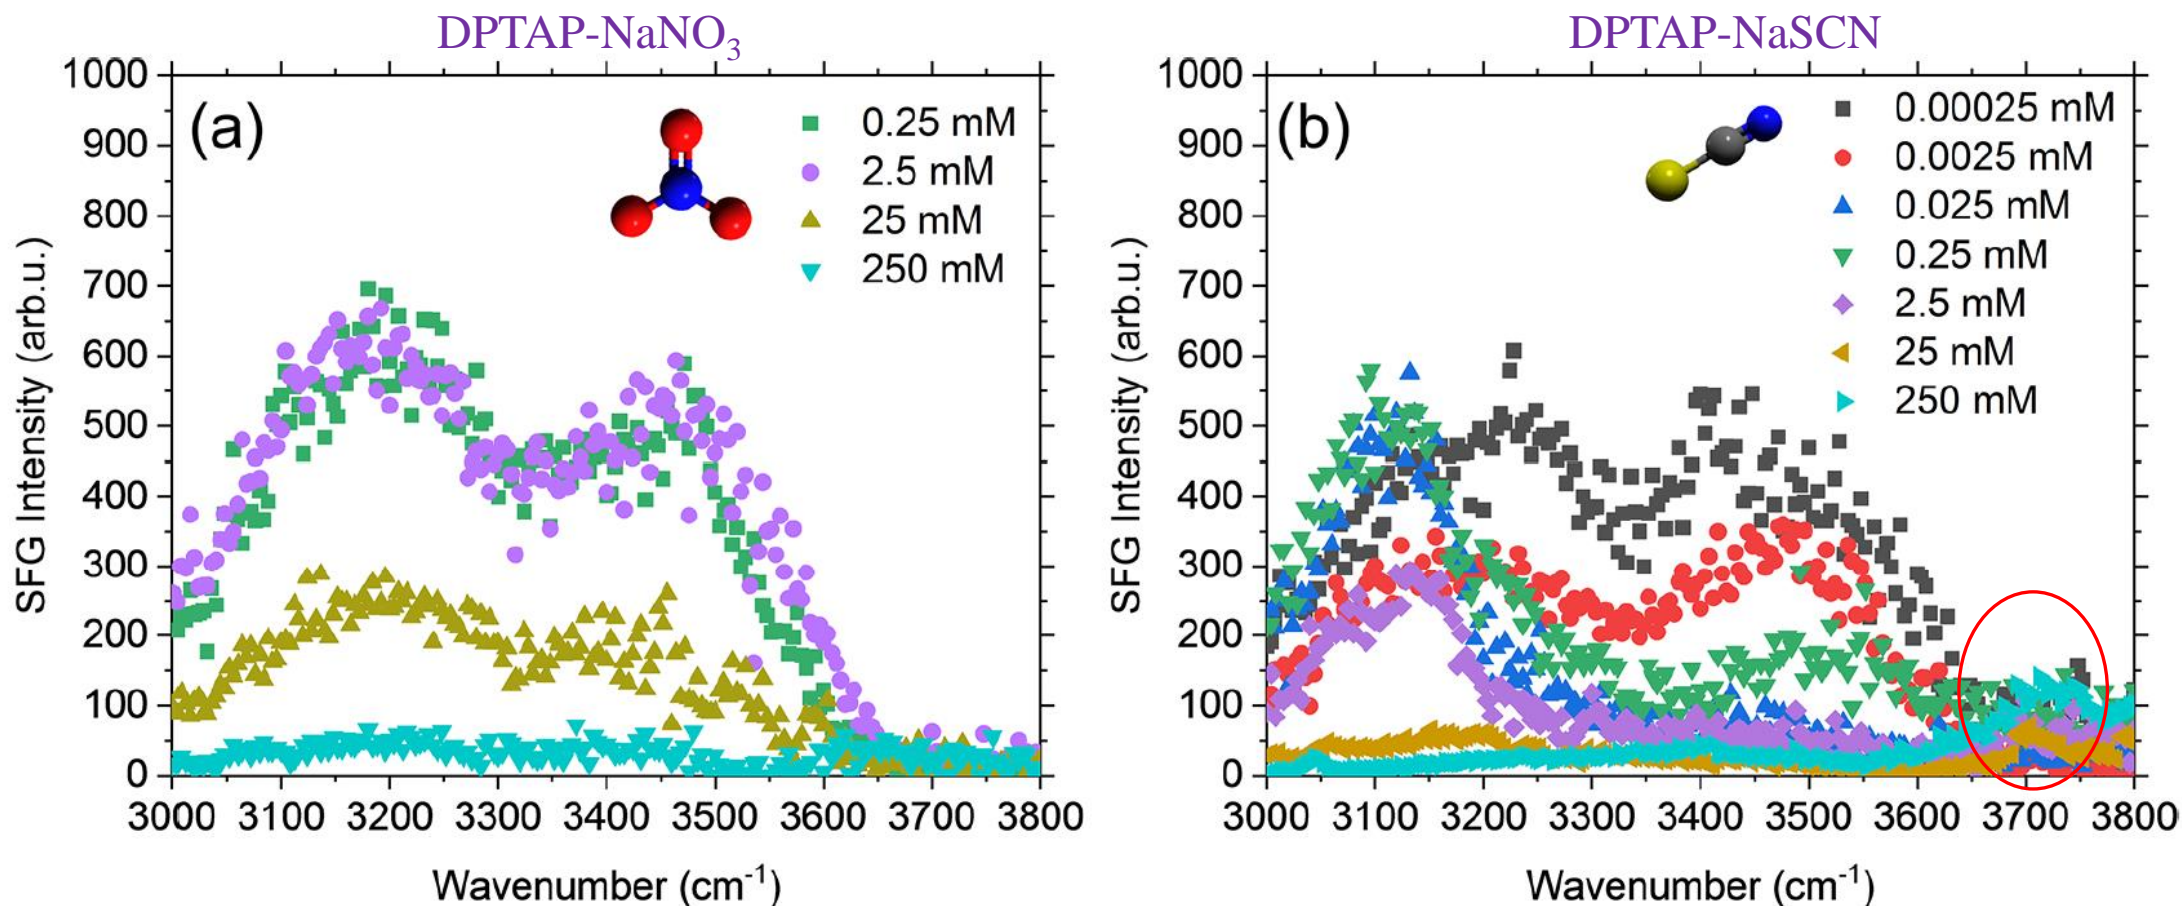 DPTAP-NaNO3
DPTAP-NaSCN
(a)
0.25 mM
2.5 mM
25 mM
250 mM
1000
900
800
700
600
500
400
300
200
100
0
SFG Intensity (arb.u.)
3000 3100 3200 3300 3400 3500 3600 3700 3800
Wavenumber (cm-1)
(b)
0.00025 mM
0.0025 mM
0.025 mM
0.25 mM
2.5 mM
25 mM
250 mM
1000
900
800
700
600
500
400
300
200
100
0
SFG Intensity (arb.u.)
3000 3100 3200 3300 3400 3500 3600 3700 3800
Wavenumber (cm-1)